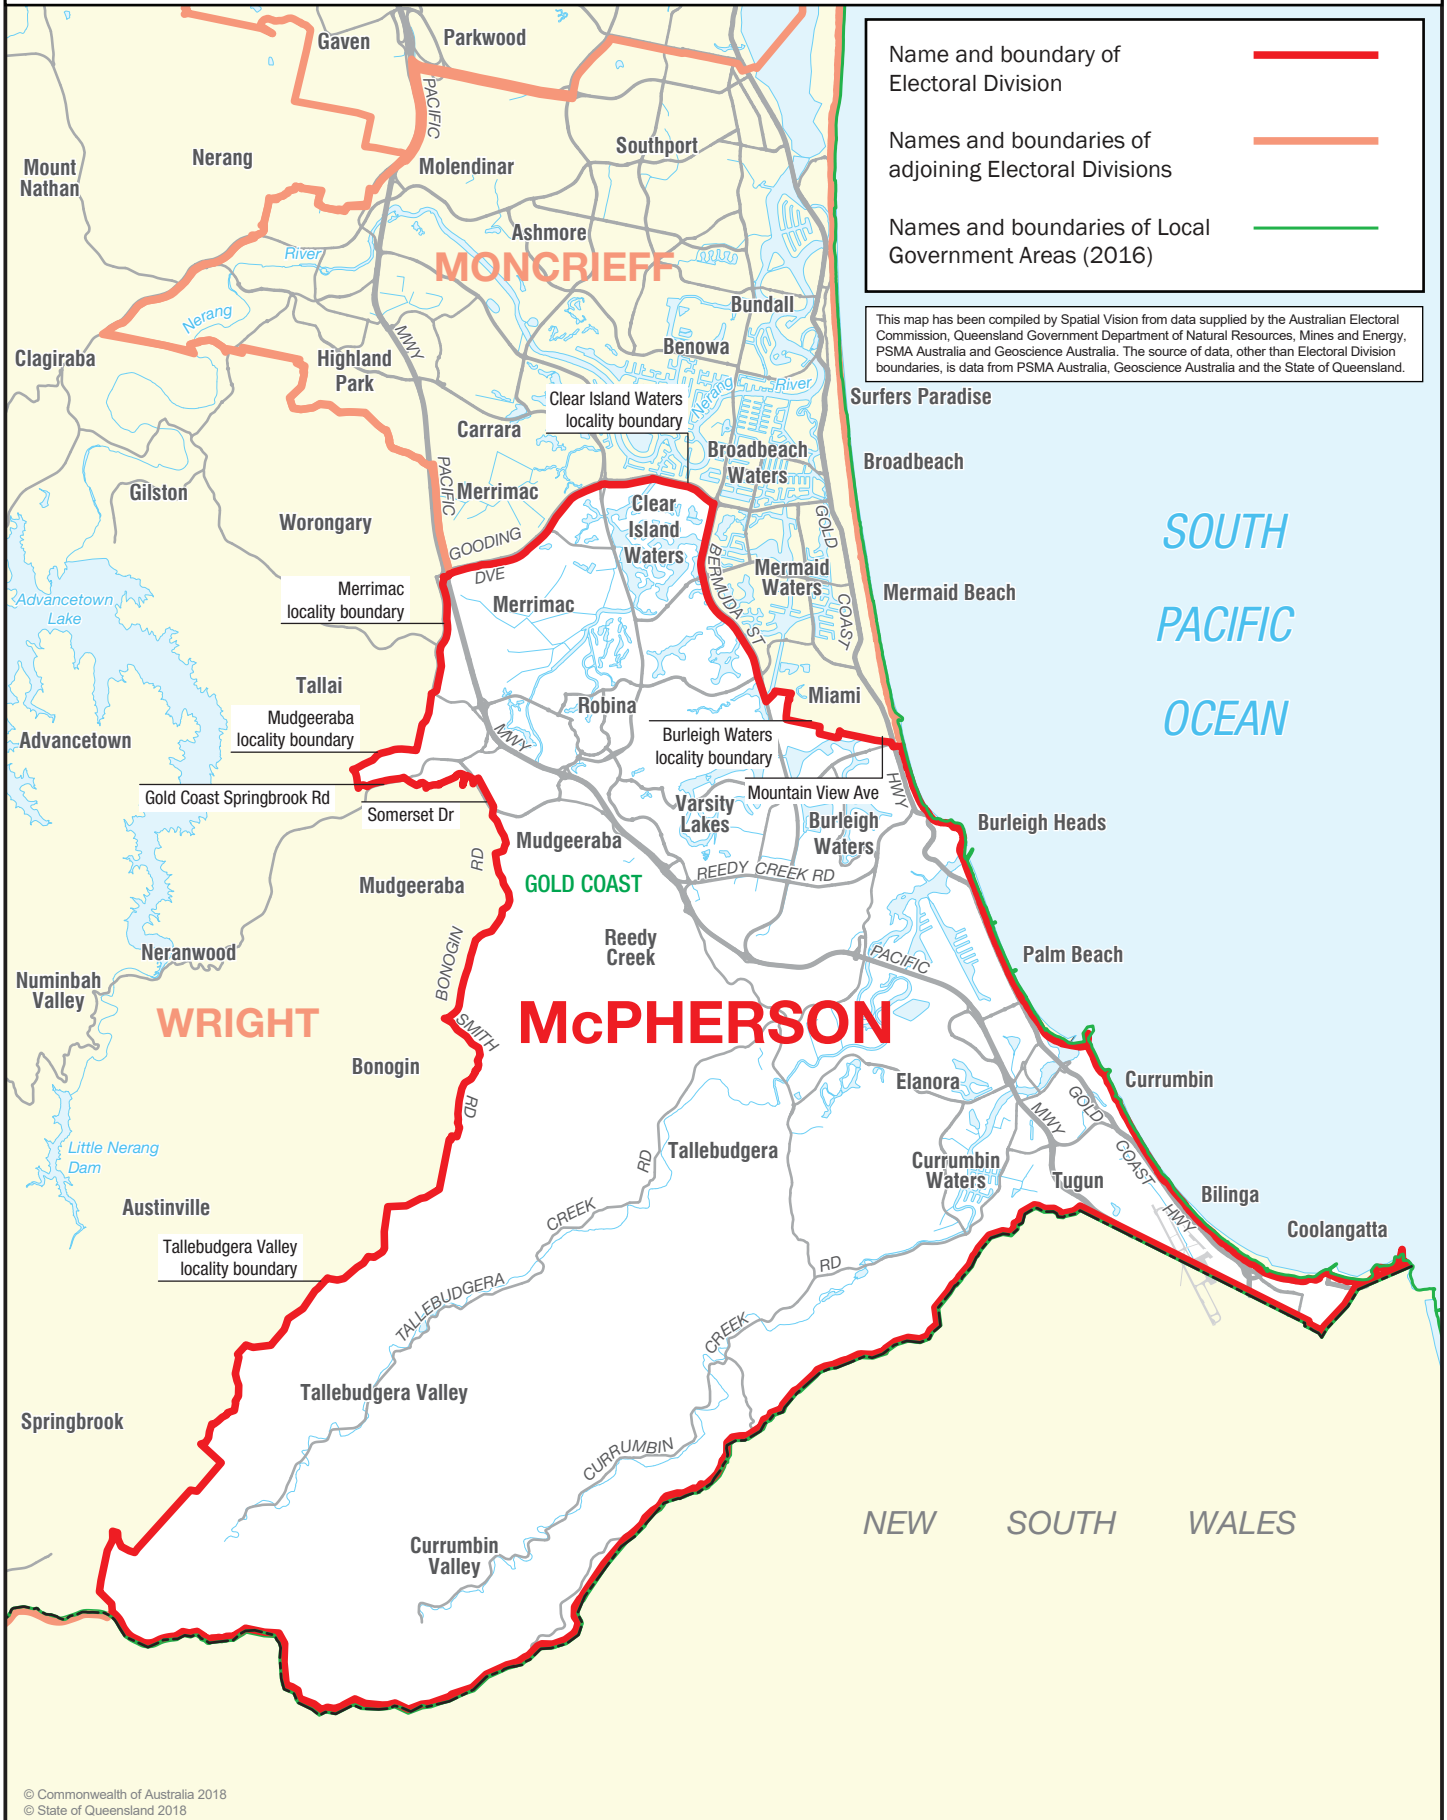 Gaven
Parkwood
Name and boundary of
Electoral Division
Names and boundaries of
adjoining Electoral Divisions
Names and boundaries of Local
Government Areas (2016)
This map has been compiled by Spatial Vision from data supplied by the Australian Electoral
Commission, Queensland Government Department of Natural Resources, Mines and Energy,
PSMA Australia and Geoscience Australia. The source of data, other than Electoral Division
boundaries, is data from PSMA Australia, Geoscience Australia and the State of Queensland.
PACIFIC
Mount
Nathan
Nerang
Molendinar
Southport
Ashmore
River
MONCRIEFF
Nerang
Bundall
MWY
Benowa
Clagiraba
Highland
Park
Nerang
River
Clear Island Waters
locality boundary
Surfers Paradise
Carrara
Broadbeach
Waters
Broadbeach
PACIFIC
Merrimac
Gilston
Worongary
Clear
Island
Waters
GOLD
SOUTH
GOODING
DVE
BERMUDA
ST
Mermaid
Waters
COAST
Mermaid Beach
Merrimac
locality boundary
Merrimac
Advancetown
Lake
PACIFIC
Tallai
Miami
Robina
Mudgeeraba
locality boundary
Advancetown
MWY
Burleigh Waters
locality boundary
OCEAN
Gold Coast Springbrook Rd
Somerset Dr
Mountain View Ave
HWY
Varsity
Lakes
Burleigh
Waters
Burleigh Heads
Mudgeeraba
RD
Mudgeeraba
GOLD COAST
REEDY CREEK RD
Neranwood
BONOGIN
Reedy
Creek
PACIFIC
Palm Beach
Numinbah
Valley
WRIGHT
SMITH
McPHERSON
Bonogin
RD
Elanora
Currumbin
MWY
GOLD
COAST
HWY
Little Nerang
Dam
RD
Tallebudgera
Currumbin
Waters
Tugun
Bilinga
Austinville
CREEK
Coolangatta
Tallebudgera Valley
locality boundary
TALLEBUDGERA
RD
CREEK
Tallebudgera Valley
Springbrook
CURRUMBIN
NEW SOUTH WALES
Currumbin
Valley
© Commonwealth of Australia 2018
© State of Queensland 2018